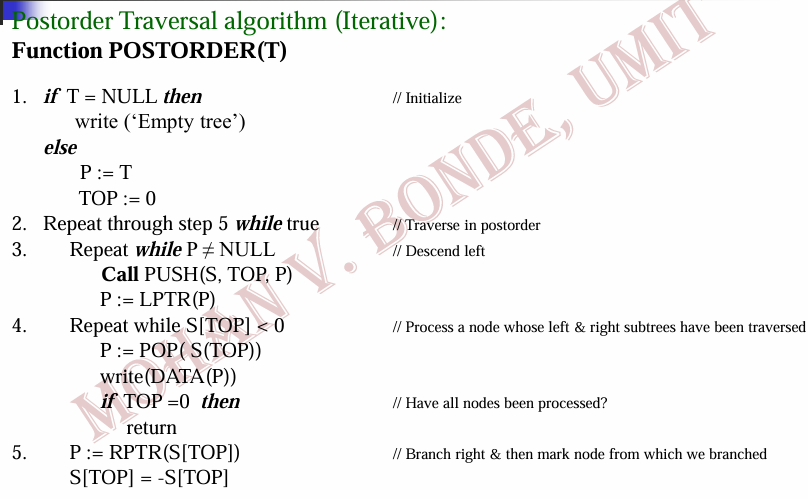 Postorder Traversal algorithm (Iterative):
Function POSTORDER(T)
1. if T = NULL then // Initialize
write (‘Empty tree’)
else
P := T
TOP := 0
2. Repeat through step 5 while true // Traverse in postorder
3. Repeat while P ≠ NULL // Descend left
Call PUSH(S, TOP, P)
P := LPTR(P)
4. Repeat while S[TOP] < 0 // Process a node whose left & right subtrees have been traversed
P := POP( S(TOP))
write(DATA(P))
if TOP =0 then // Have all nodes been processed?
return
5. P := RPTR(S[TOP]) // Branch right & then mark node from which we branched
S[TOP] = -S[TOP]
MOHAN V. BONDE, UMIT